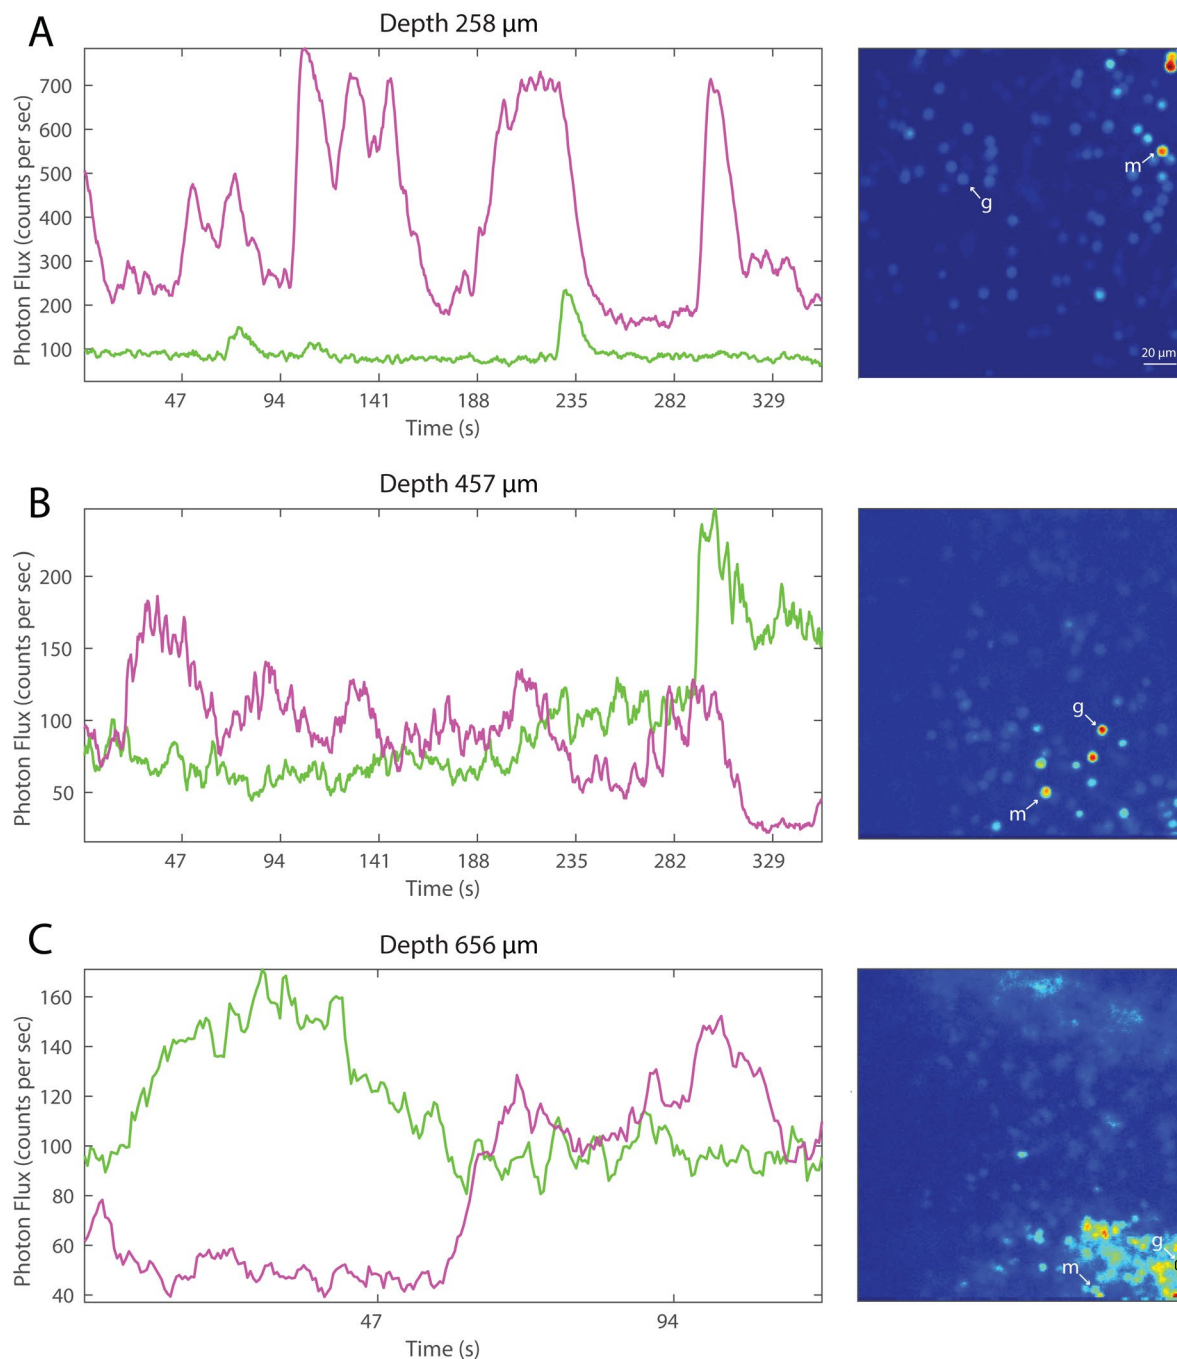 A
Depth 258 μm
Photon Flux (counts per sec)
700
600
500
400
300
200
100
47 94 141 188 235 282 329
Time (s)
m
g
20 μm
B
Depth 457 μm
Photon Flux (counts per sec )
200
150
100
50
47 94 141 188 235 282 329
Time (s)
g
m
C
Depth 656 μm
Photon Flux (counts per sec)
160
140
120
100
80
60
40
47 94
Time (s)
g
m